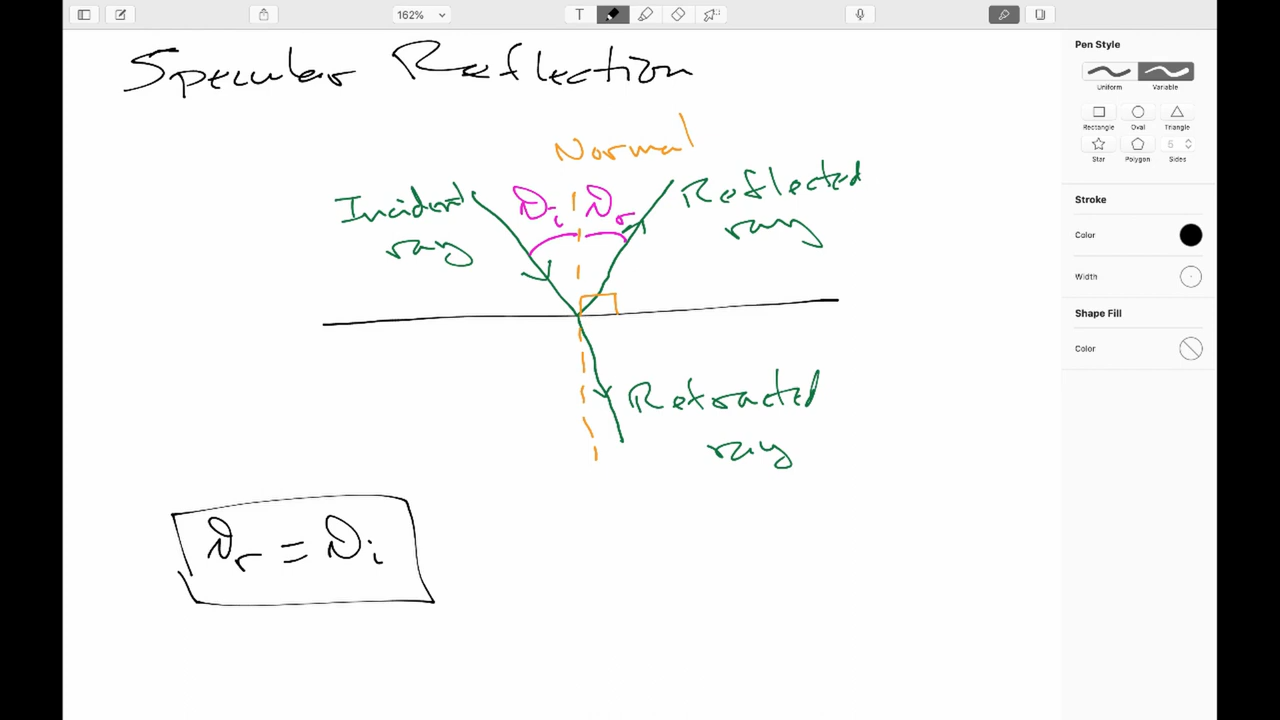 162%
T
Specular Reflection
Normal
Incident
ray
ϑi
ϑr
Reflected
ray
Refracted
ray
ϑr = ϑi
Pen Style
Uniform
Variable
Rectangle
Oval
Triangle
Star
Polygon
6
Sides
Stroke
Color
Width
Shape Fill
Color